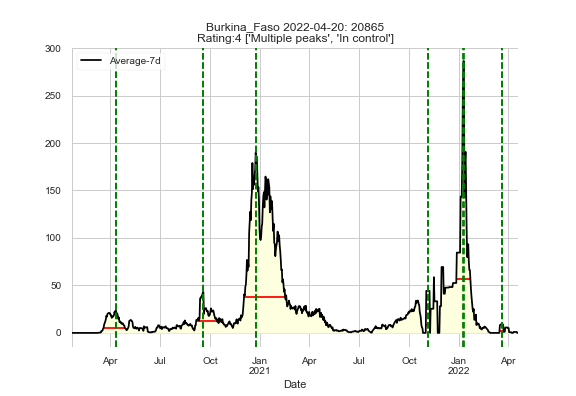 Burkina_Faso 2022-04-20: 20865
Rating:4 ['Multiple peaks', 'In control']
300
Average-7d
250
200
150
100
50
0
Apr Jul Oct Jan Apr Jul Oct Jan Apr
2021 2022
Date